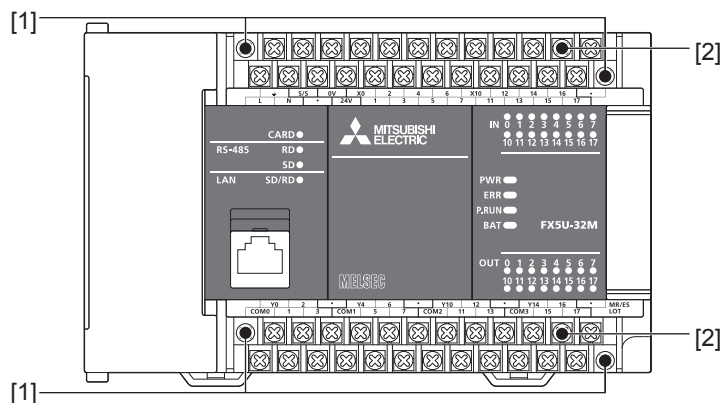 [1]
[2]
S/S 0V X0 2 4 6 X10 12 14 16 •
L ⏚ N • 24V 1 3 5 7 11 13 15 17
CARD
RS-485 RD
SD
LAN SD/RD
MITSUBISHI
ELECTRIC
IN 0 1 2 3 4 5 6 7
10 11 12 13 14 15 16 17
PWR
ERR
P.RUN
BAT
FX5U-32M
OUT 0 1 2 3 4 5 6 7
10 11 12 13 14 15 16 17
MELSEC
Y0 2 • Y4 6 • Y10 12 • Y14 16 • MR/ES
COM0 1 3 COM1 5 7 COM2 11 13 COM3 15 17 LOT
[2]
[1]